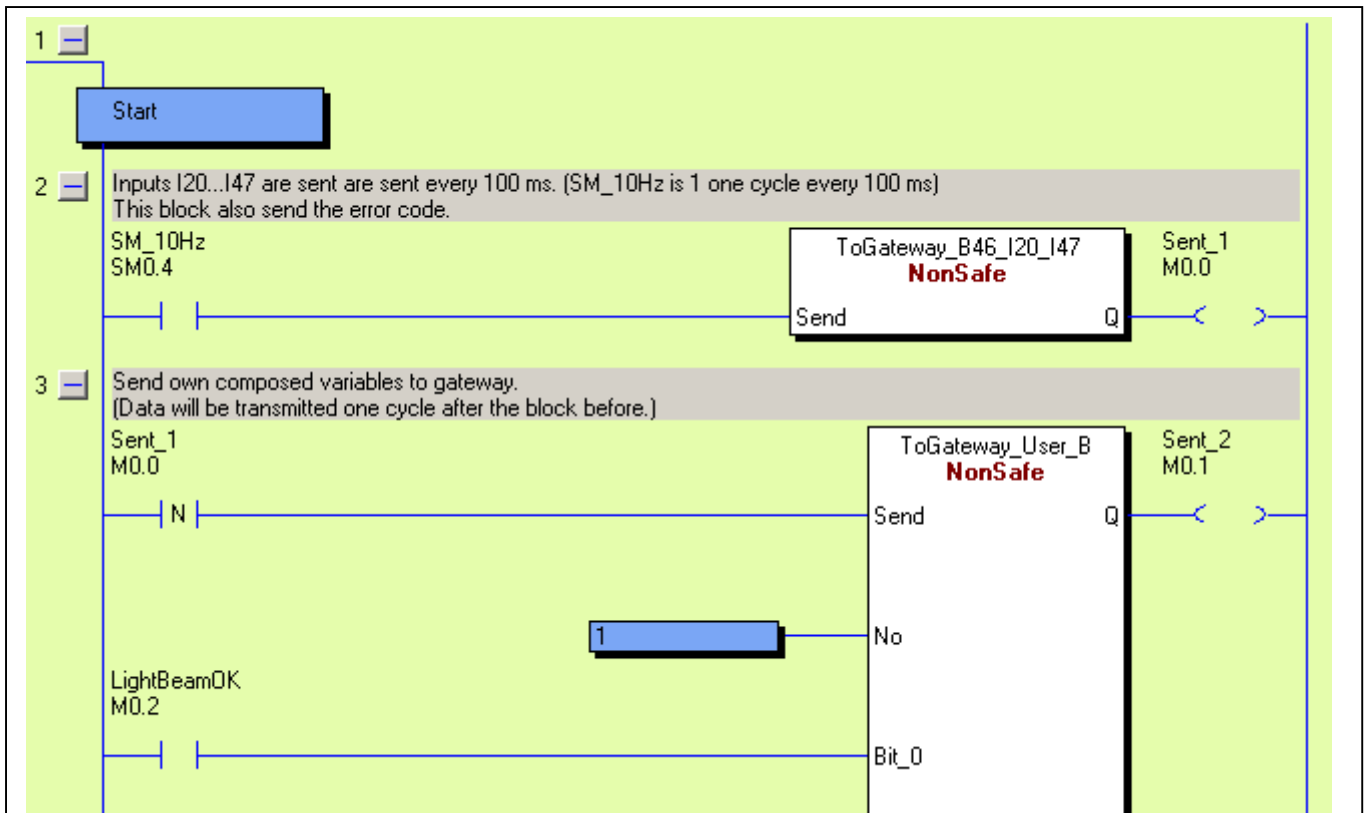 1
Start
2
Inputs I20...I47 are sent are sent every 100 ms. (SM_10Hz is 1 one cycle every 100 ms)
This block also send the error code.
SM_10Hz
SM0.4
ToGateway_B46_I20_I47
NonSafe
Send Q
Sent_1
M0.0
3
Send own composed variables to gateway.
(Data will be transmitted one cycle after the block before.)
Sent_1
M0.0
N
ToGateway_User_B
NonSafe
Send Q
Sent_2
M0.1
1
No
LightBeamOK
M0.2
Bit_0